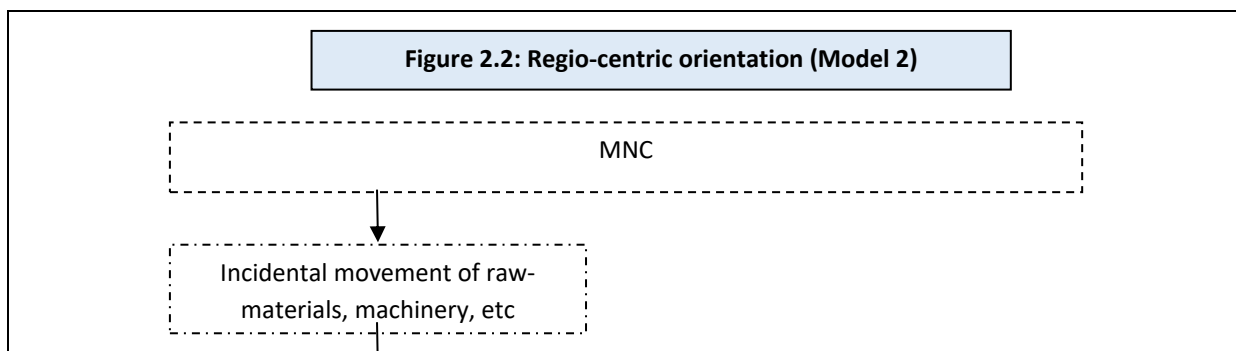 Figure 2.2: Regio-centric orientation (Model 2)
MNC
Incidental movement of raw-
materials, machinery, etc